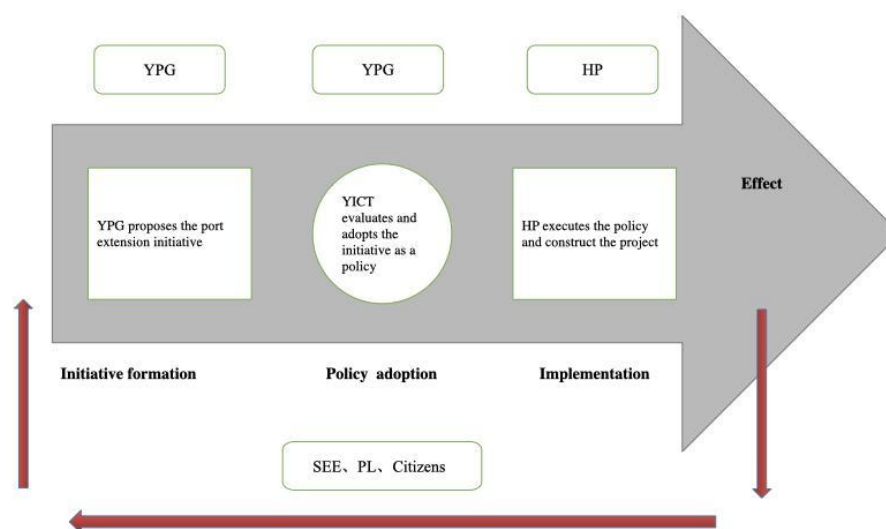 YPG
YPG
HP
YPG proposes the port
extension initiative
YICT
evaluates and
adopts the
initiative as a
policy
HP executes the policy
and construct the project
Effect
Initiative formation
Policy adoption
Implementation
SEE、PL、Citizens